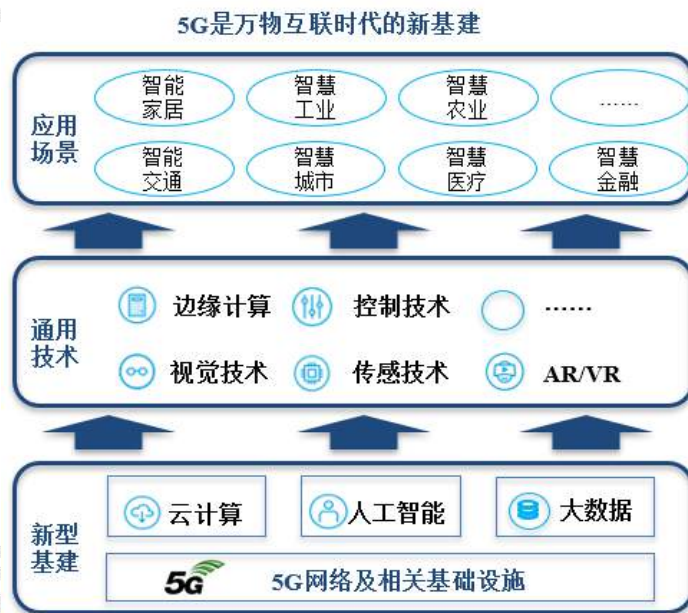 5G是万物互联时代的新基建
应用
场景
智能
家居
智慧
工业
智慧
农业
……
智能
交通
智慧
城市
智慧
医疗
智慧
金融
通用
技术
边缘计算
控制技术
……
视觉技术
传感技术
AR/VR
新型
基建
云计算
人工智能
大数据
5G
5G网络及相关基础设施